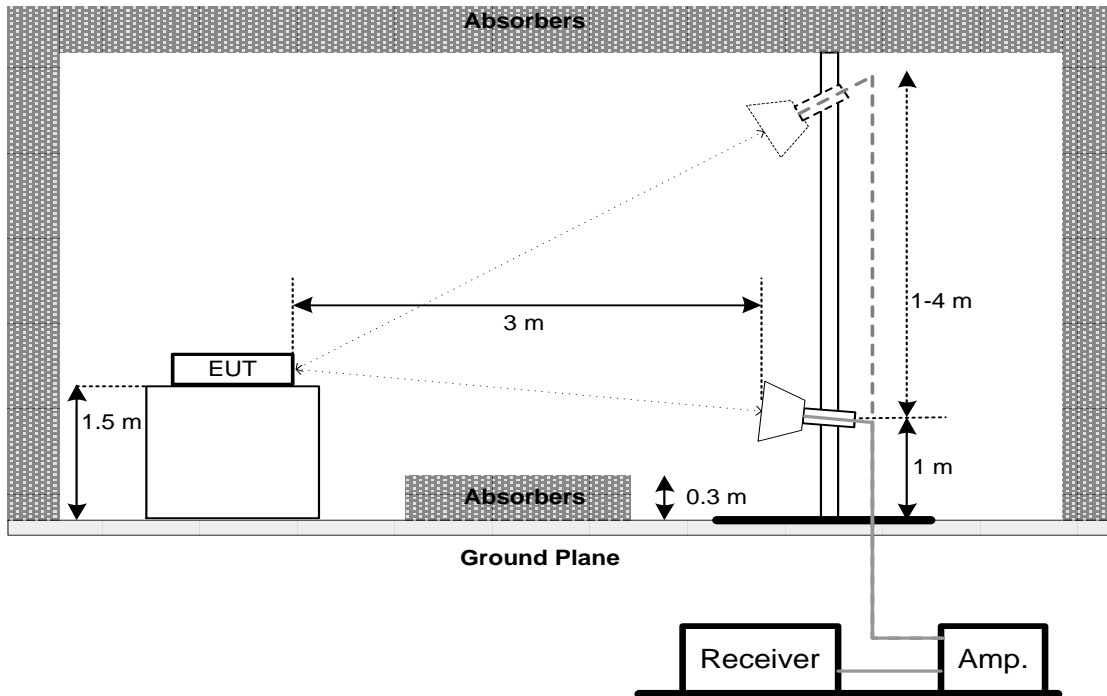 Absorbers
1-4 m
3 m
EUT
1.5 m
1 m
Absorbers
0.3 m
Ground Plane
Receiver
Amp.